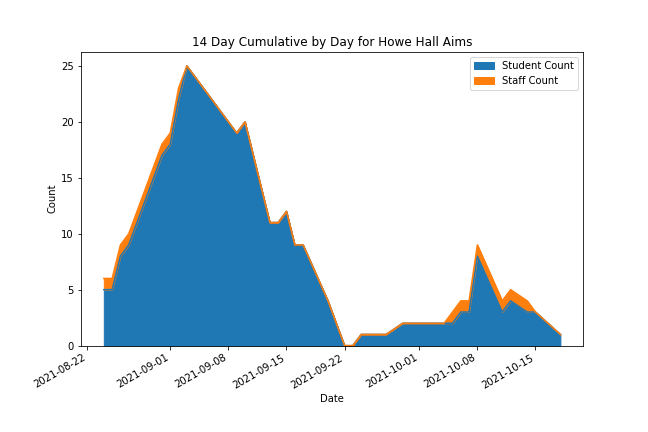 14 Day Cumulative by Day for Howe Hall Aims
Student Count
Staff Count
25
20
15
10
5
0
Count
2021-08-22
2021-09-01
2021-09-08
2021-09-15
2021-09-22
2021-10-01
2021-10-08
2021-10-15
Date